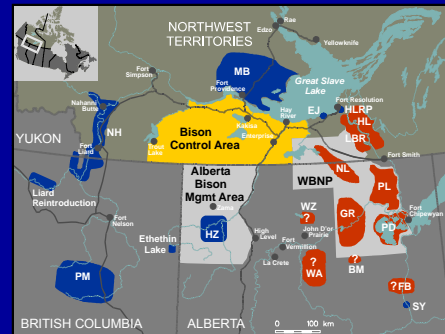 NORTHWEST
TERRITORIES
Rae
Edzo
Yellowknife
Fort
Simpson
MB
Fort
Providence
Great Slave
Lake
Nahanni
Butte
Hay
River
EJ
Fort Resolution
HLRP
HL
LBR
Kakisa
Enterprise
NH
Bison
Control Area
Trout
Lake
YUKON
Fort
Liard
Fort Smith
Alberta
Bison
Mgmt Area
WBNP
NL
PL
Liard
Reintroduction
Fort
Nelson
Zama
HZ
WZ
?
GR
Fort
Chipewyan
PD
High
Level
John D'or
Prairie
Fort
Vermilion
Ethethin
Lake
La Crete
?
WA
?
BM
PM
?FB
SY
BRITISH COLUMBIA
ALBERTA
0
100 km